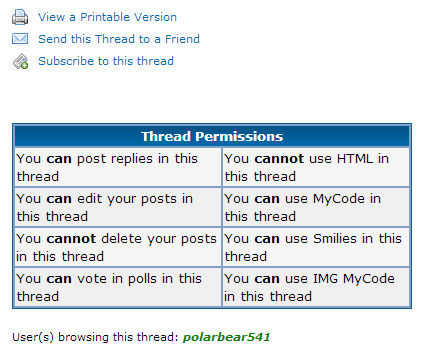 View a Printable Version
Send this Thread to a Friend
Subscribe to this thread
Thread Permissions
You can post replies in this
thread
You cannot use HTML in
this thread
You can edit your posts in
this thread
You can use MyCode in
this thread
You cannot delete your posts
in this thread
You can use Smilies in this
thread
You can vote in polls in this
thread
You can use IMG MyCode
in this thread
User(s) browsing this thread: polarbear541